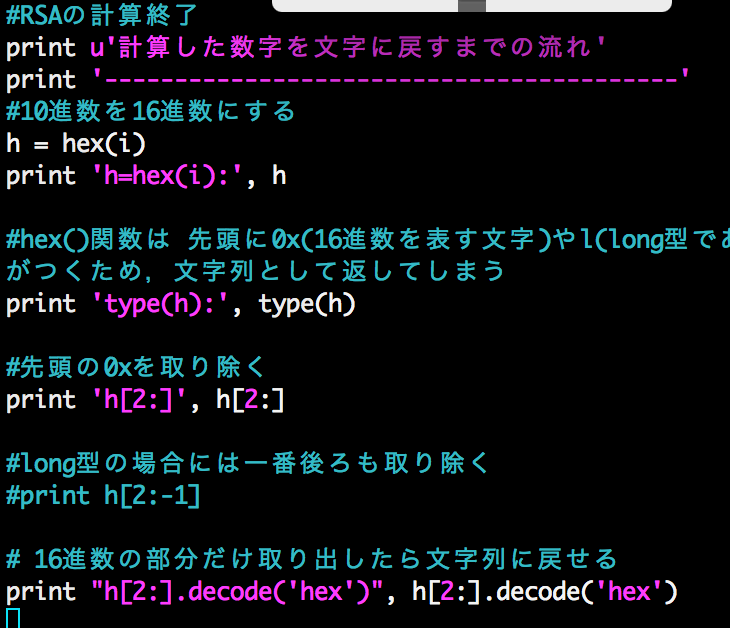 #RSAの計算終了
print u'計算した数字を文字に戻すまでの流れ'
print '-----------------------------------------'
#10進数を16進数にする
h = hex(i)
print 'h=hex(i):', h
#hex()関数は 先頭に0x(16進数を表す文字)やl(long型であ
がつくため，文字列として返してしまう
print 'type(h):', type(h)
#先頭の0xを取り除く
print 'h[2:]', h[2:]
#long型の場合には一番後ろも取り除く
#print h[2:-1]
# 16進数の部分だけ取り出したら文字列に戻せる
print "h[2:].decode('hex')", h[2:].decode('hex')